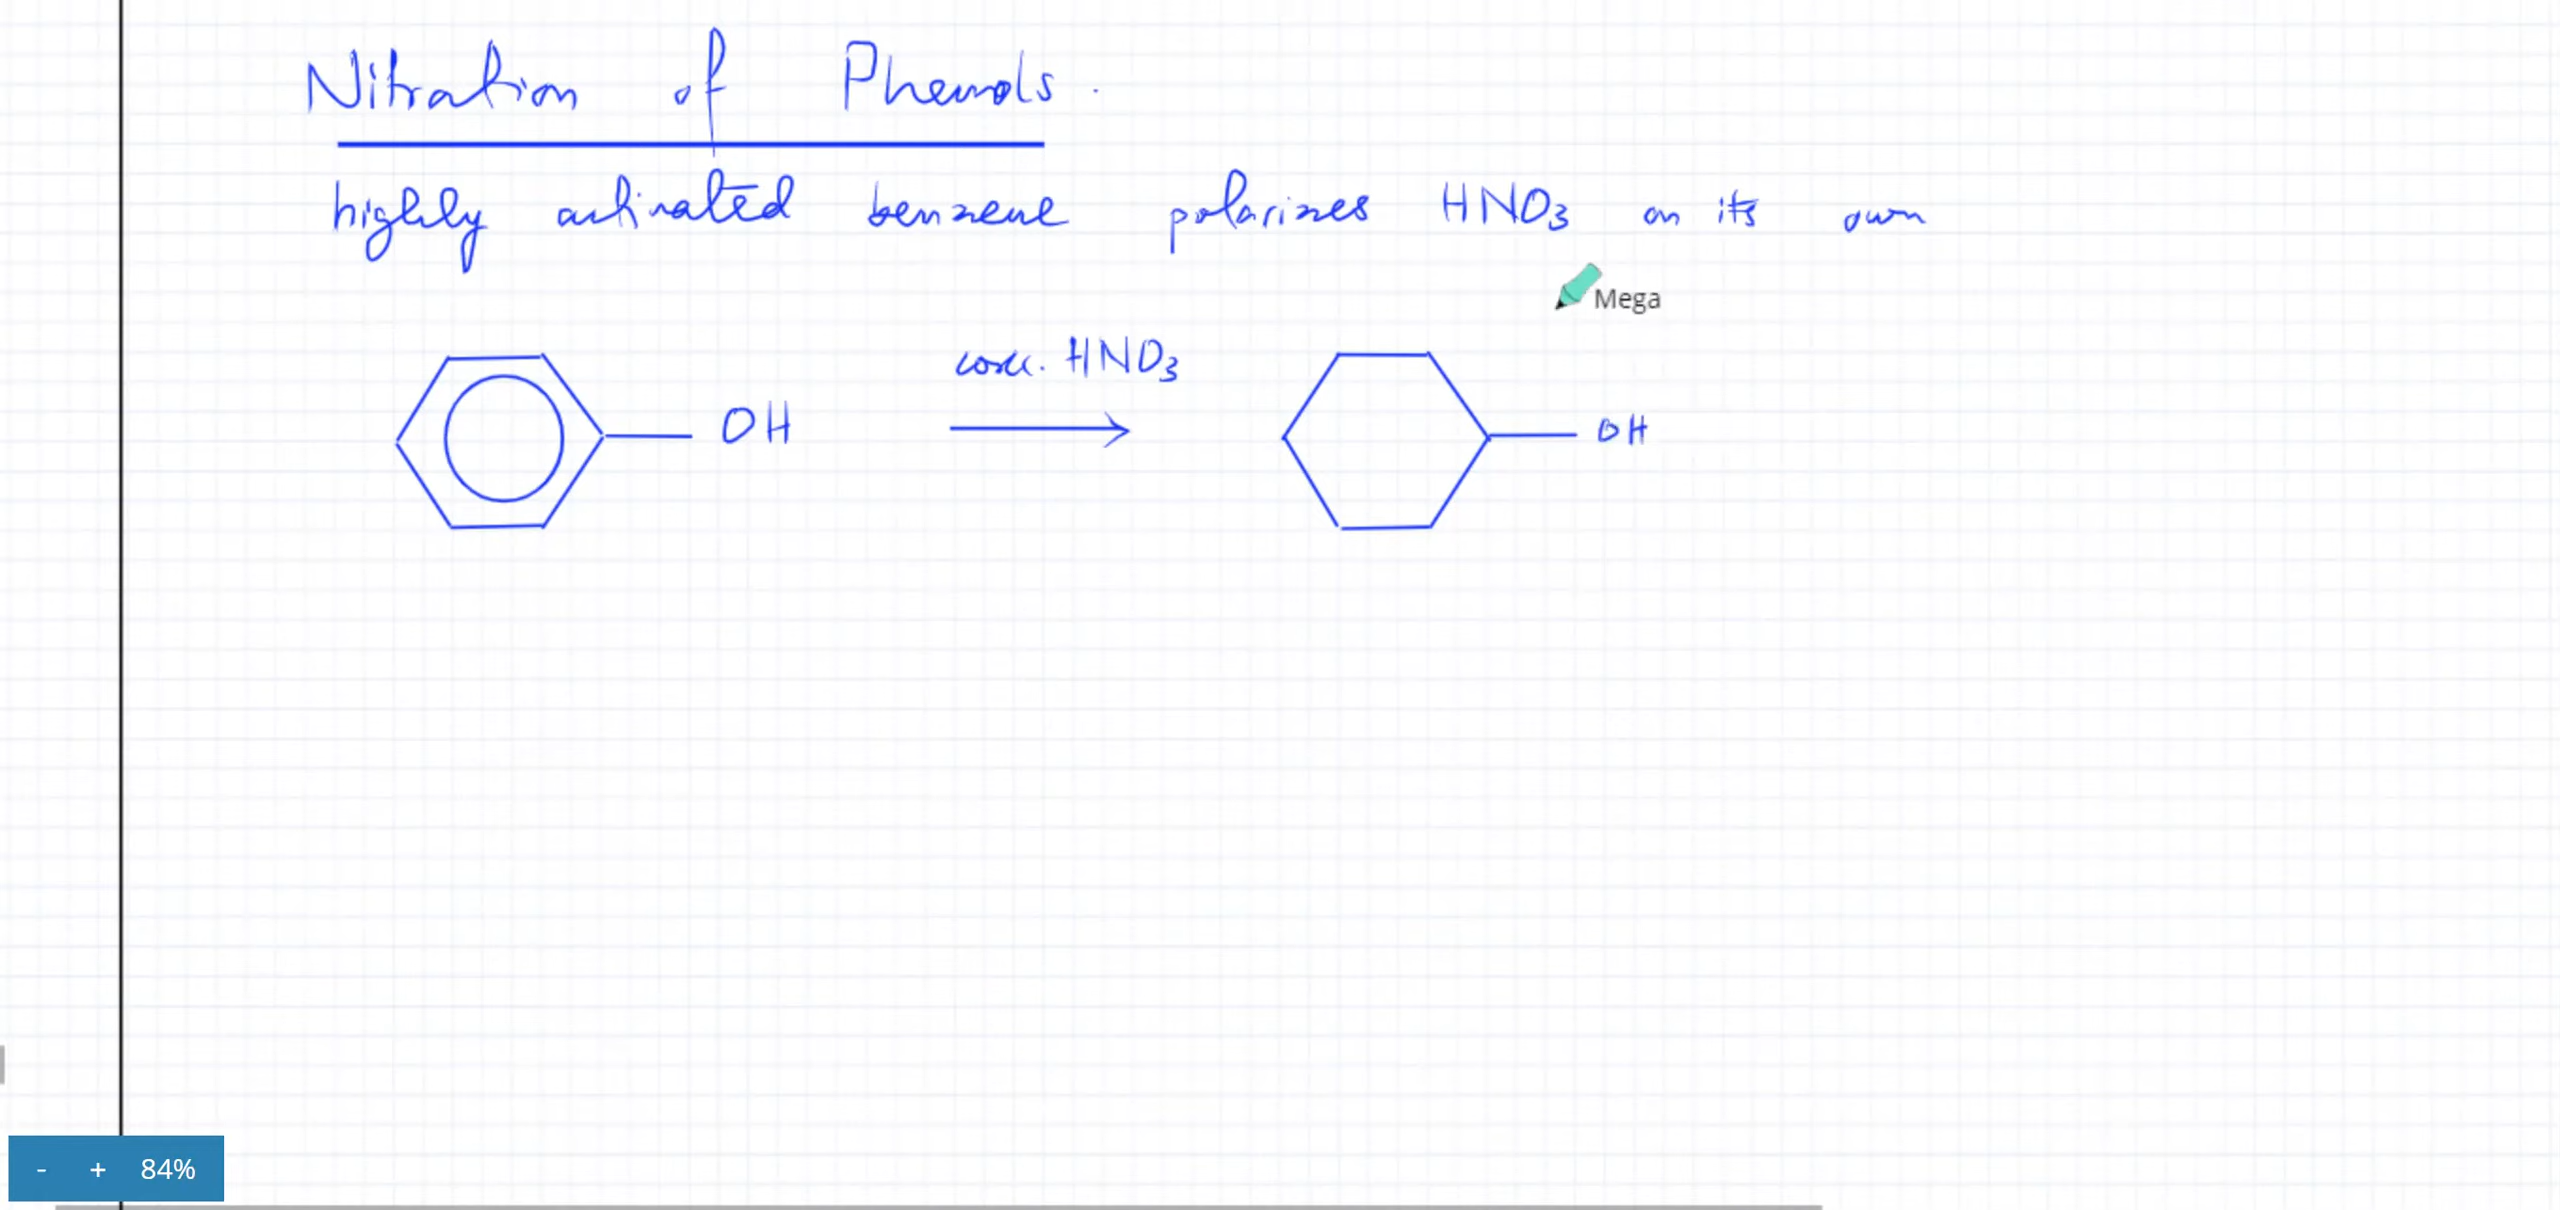 Nitration of Phenols.
highly activated benzene polarizes HNO3 on its own
Mega
conc. HNO3
OH
OH
- + 84%